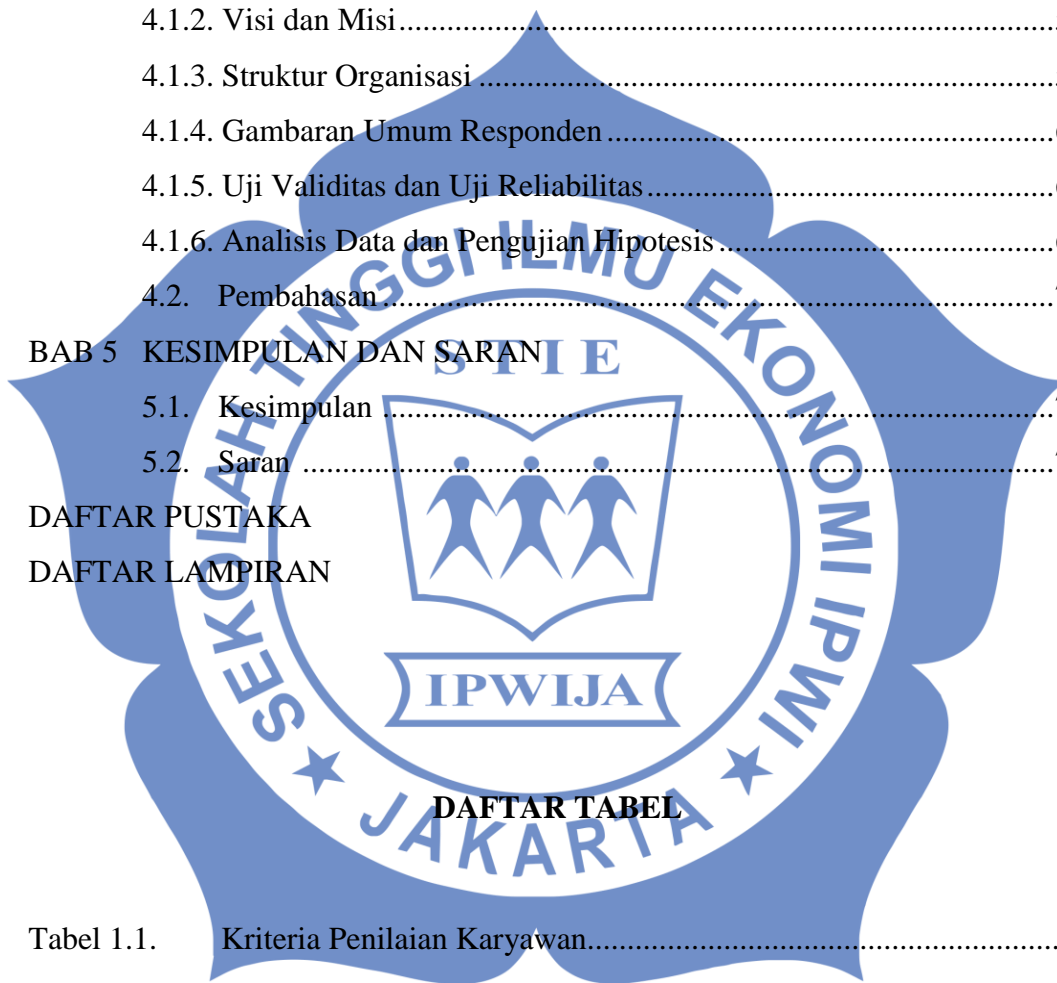 4.1.2. Visi dan Misi
4.1.3. Struktur Organisasi
4.1.4. Gambaran Umum Responden
4.1.5. Uji Validitas dan Uji Reliabilitas
4.1.6. Analisis Data dan Pengujian Hipotesis
4.2. Pembahasan
BAB 5 KESIMPULAN DAN SARAN
5.1. Kesimpulan
5.2. Saran
DAFTAR PUSTAKA
DAFTAR LAMPIRAN
DAFTAR TABEL
Tabel 1.1. Kriteria Penilaian Karyawan
SEKOLAH TINGGI ILMU EKONOMI IPWI
JAKARTA
STIE
IPWIJA